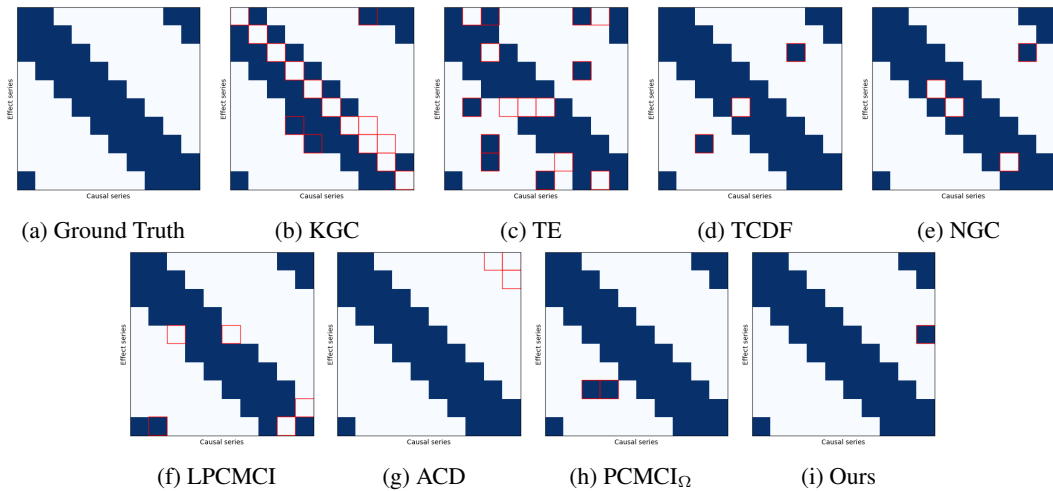 Effect series
Effect series
Effect series
Effect series
Effect series
Causal series
Causal series
Causal series
Causal series
Causal series
(a) Ground Truth
(b) KGC
(c) TE
(d) TCDF
(e) NGC
Effect series
Effect series
Effect series
Effect series
Causal series
Causal series
Causal series
Causal series
(f) LPCMCI
(g) ACD
(h) PCMCIΩ
(i) Ours